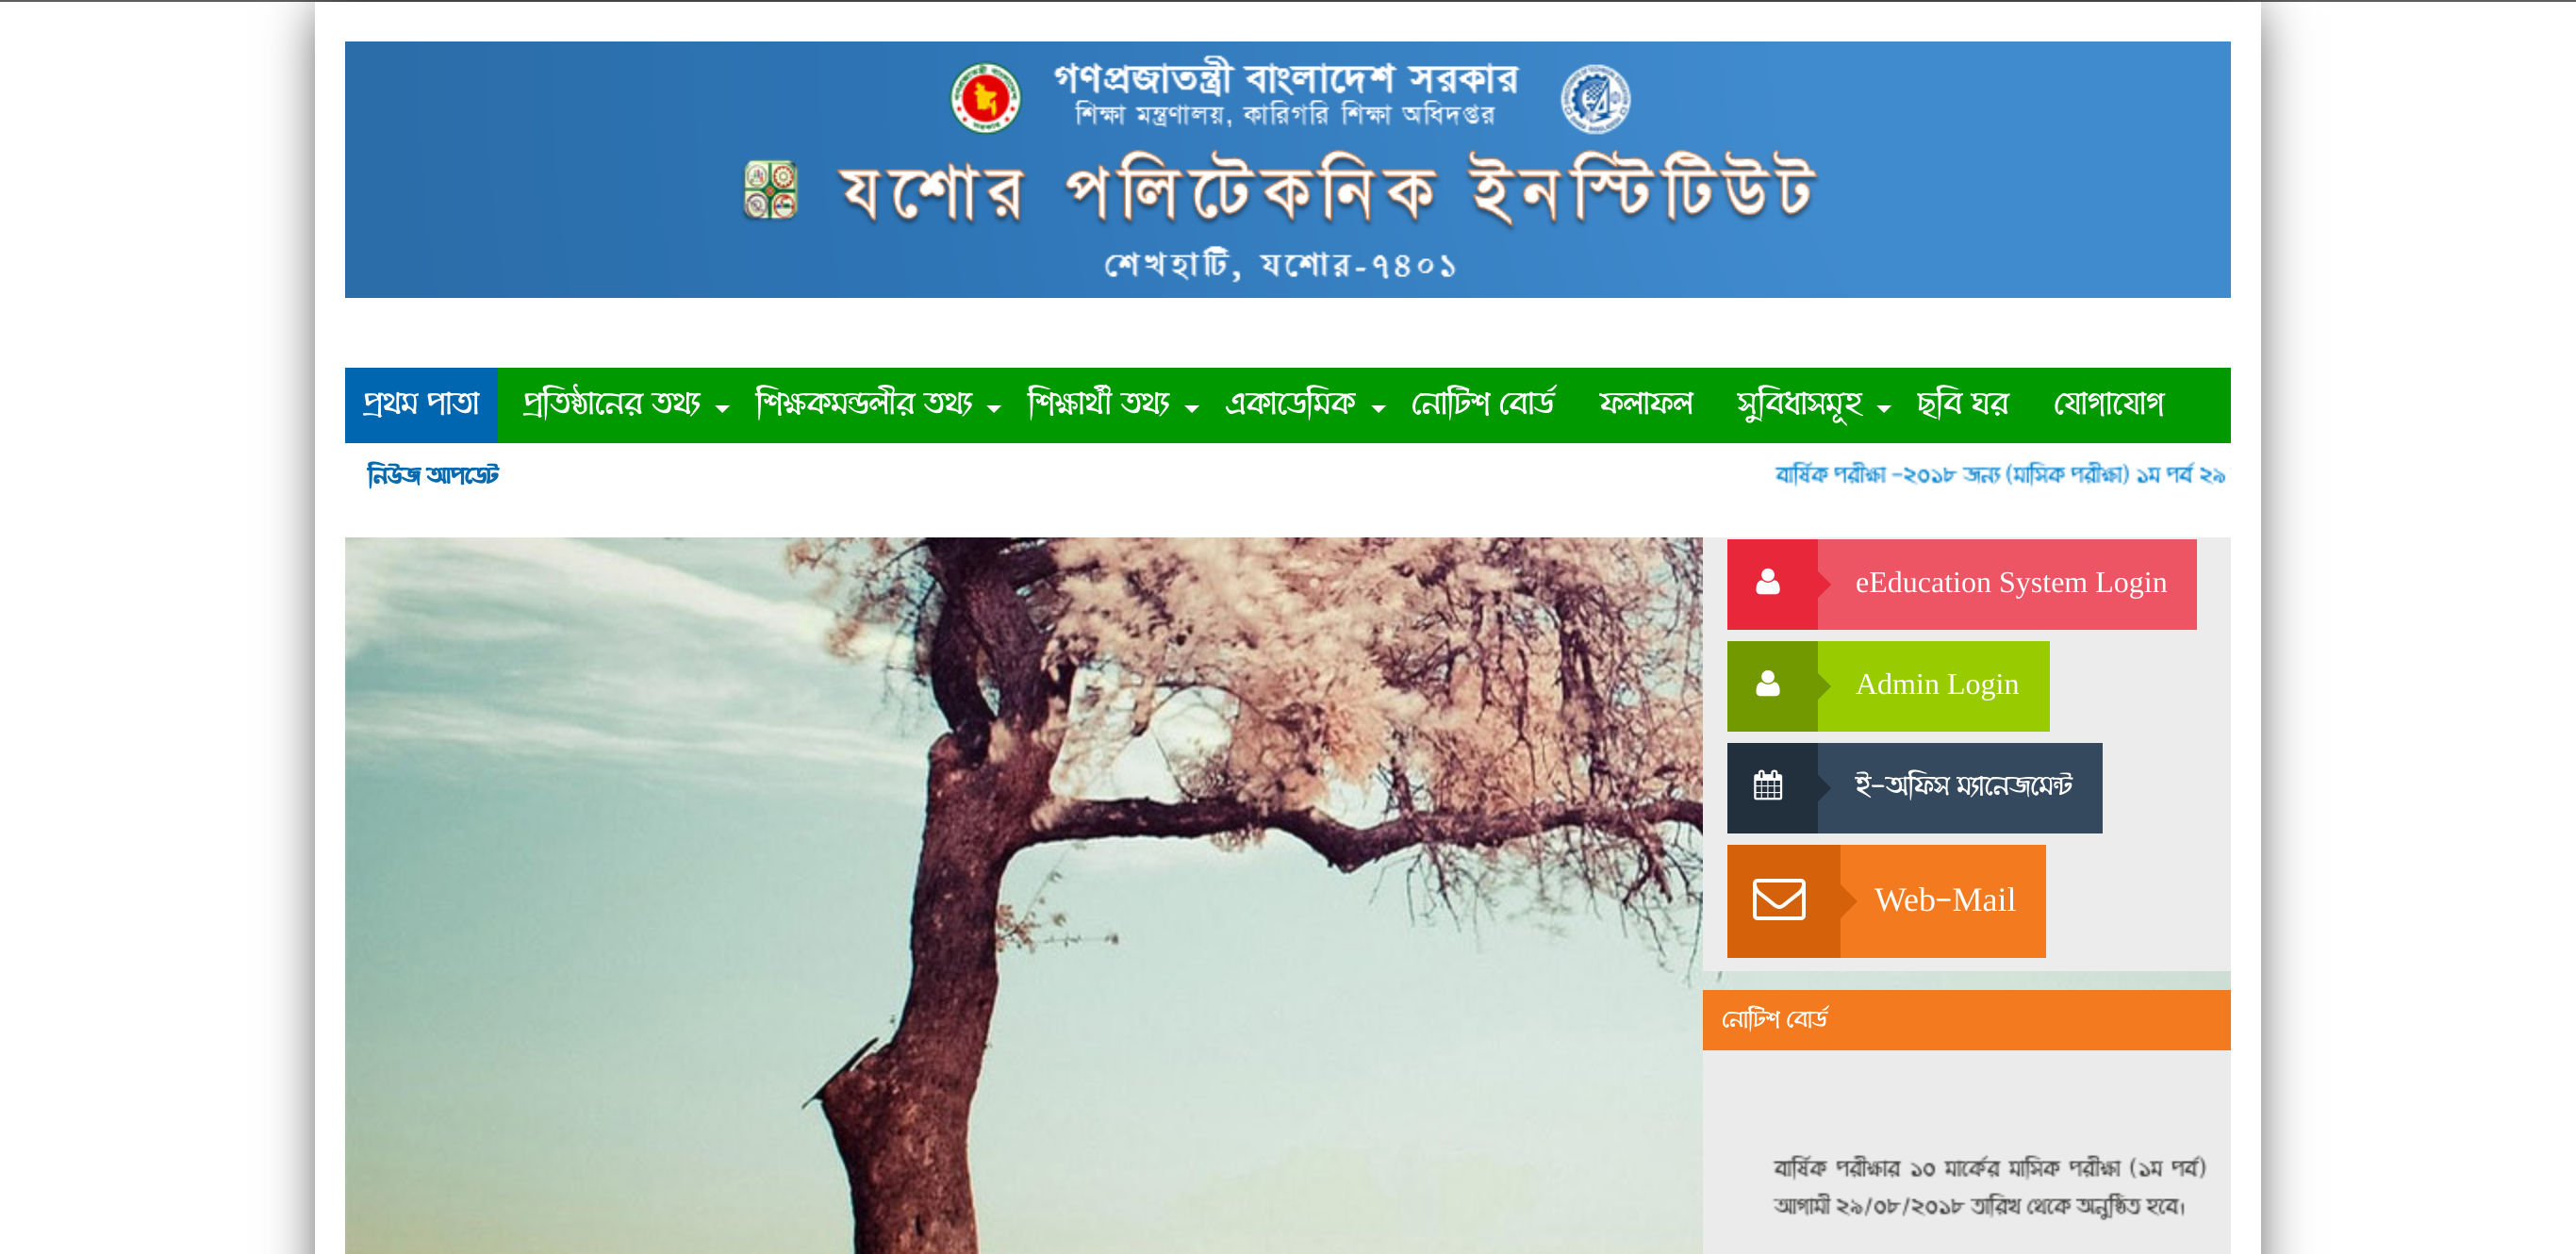 গণপ্রজাতন্ত্রী বাংলাদেশ সরকার
শিক্ষা মন্ত্রণালয়, কারিগরি শিক্ষা অধিদপ্তর
যশোর পলিটেকনিক ইনস্টিটিউট
শেখহাটি, যশোর-৭৪০১
প্রথম পাতা প্রতিষ্ঠানের তথ্য শিক্ষকমন্ডলীর তথ্য শিক্ষার্থী তথ্য একাডেমিক নোটিশ বোর্ড ফলাফল সুবিধাসমূহ ছবি ঘর যোগাযোগ
নিউজ আপডেট বার্ষিক পরীক্ষা -২০১৮ জন্য (মাসিক পরীক্ষা) ১ম পর্ব ২৯
eEducation System Login
Admin Login
ই-অফিস ম্যানেজমেন্ট
Web-Mail
নোটিশ বোর্ড
বার্ষিক পরীক্ষার ১০ মার্কের মাসিক পরীক্ষা (১ম পর্ব)
আগামী ২৯/০৮/২০১৮ তারিখ থেকে অনুষ্ঠিত হবে।